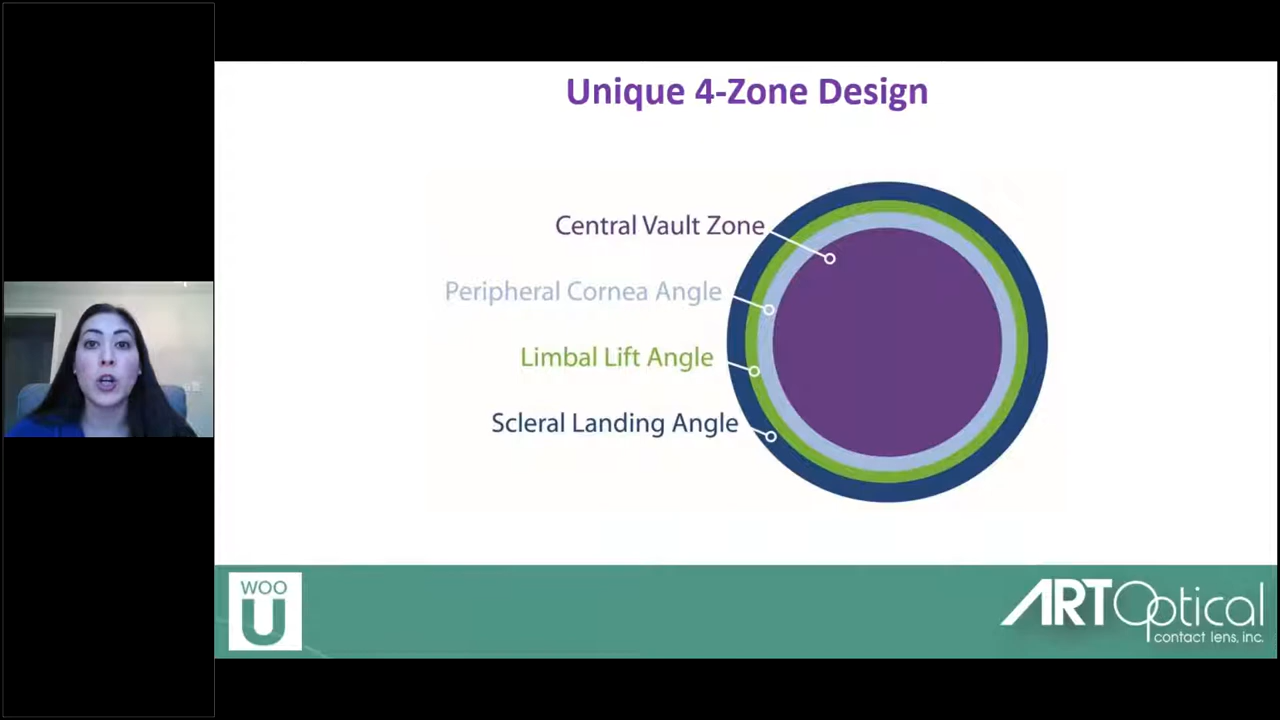 Unique 4-Zone Design
Central Vault Zone
Peripheral Cornea Angle
Limbal Lift Angle
Scleral Landing Angle
WOO
U
ART Optical
contact lens, inc.